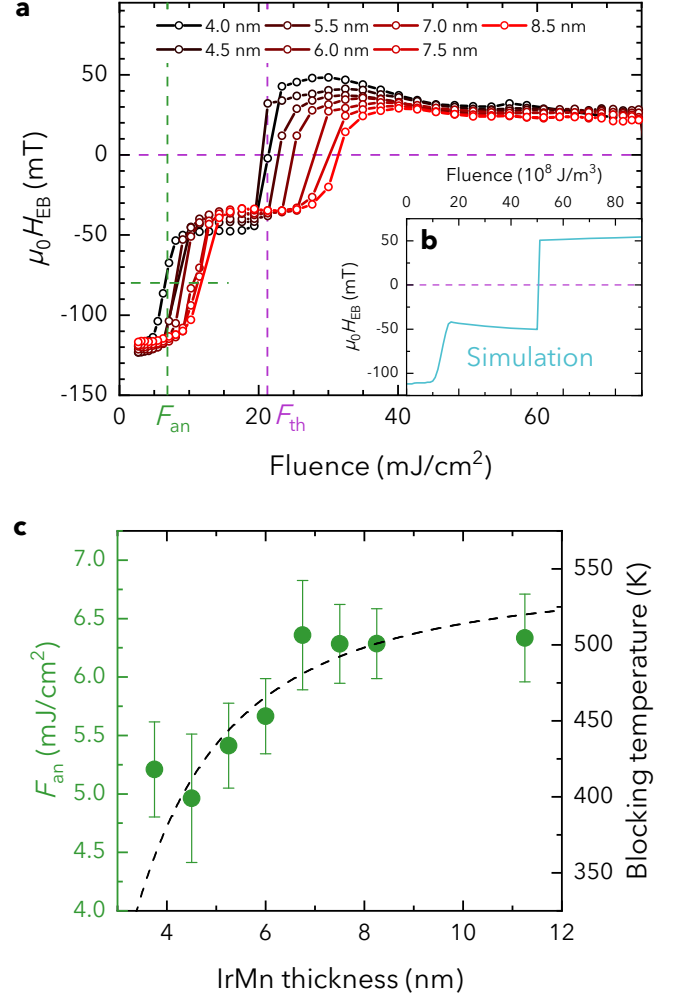 a
4.0 nm 5.5 nm 7.0 nm 8.5 nm
4.5 nm 6.0 nm 7.5 nm
50
0
-50
-100
-150
μ0 HEB (mT)
0 20 40 60
Fan Fth
Fluence (mJ/cm2)
Fluence (10^8 J/m3)
0 20 40 60 80
b
50
0
-50
-100
μ0HEB (mT)
Simulation
c
7.0
6.5
6.0
5.5
5.0
4.5
4.0
Fan (mJ/cm2)
550
500
450
400
350
Blocking temperature (K)
4 6 8 10 12
IrMn thickness (nm)